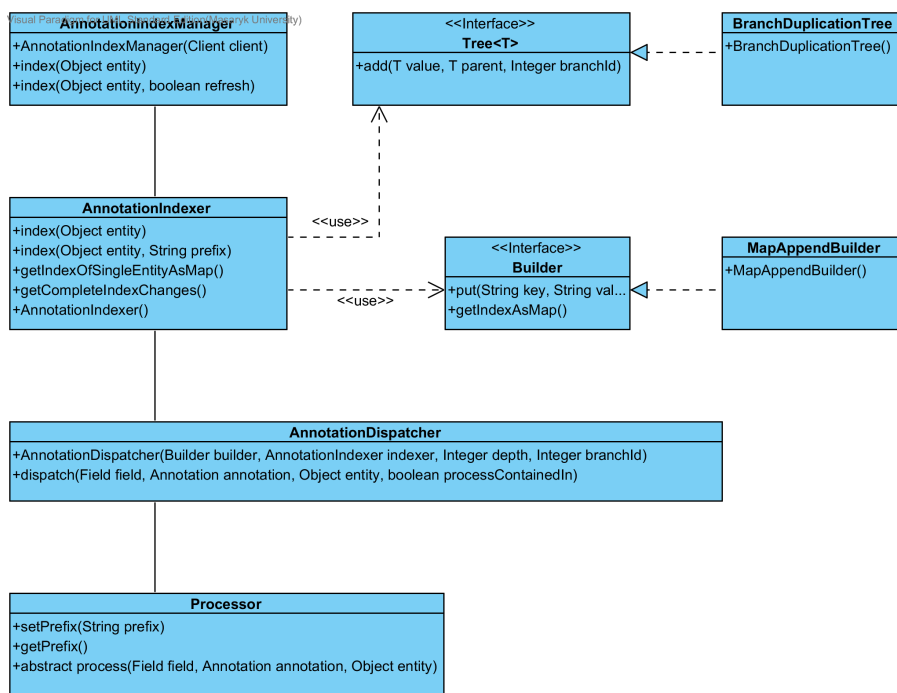 Visual Paradigm for UML Standard Edition(Masaryk University)
AnnotationIndexManager
+AnnotationIndexManager(Client client)
+index(Object entity)
+index(Object entity, boolean refresh)
<<Interface>>
Tree<T>
+add(T value, T parent, Integer branchId)
BranchDuplicationTree
+BranchDuplicationTree()
AnnotationIndexer
+index(Object entity)
+index(Object entity, String prefix)
+getIndexOfSingleEntityAsMap()
+getCompleteIndexChanges()
+AnnotationIndexer()
<<use>>
<<use>>
<<Interface>>
Builder
+put(String key, String val...
+getIndexAsMap()
MapAppendBuilder
+MapAppendBuilder()
AnnotationDispatcher
+AnnotationDispatcher(Builder builder, AnnotationIndexer indexer, Integer depth, Integer branchId)
+dispatch(Field field, Annotation annotation, Object entity, boolean processContainedIn)
Processor
+setPrefix(String prefix)
+getPrefix()
+abstract process(Field field, Annotation annotation, Object entity)